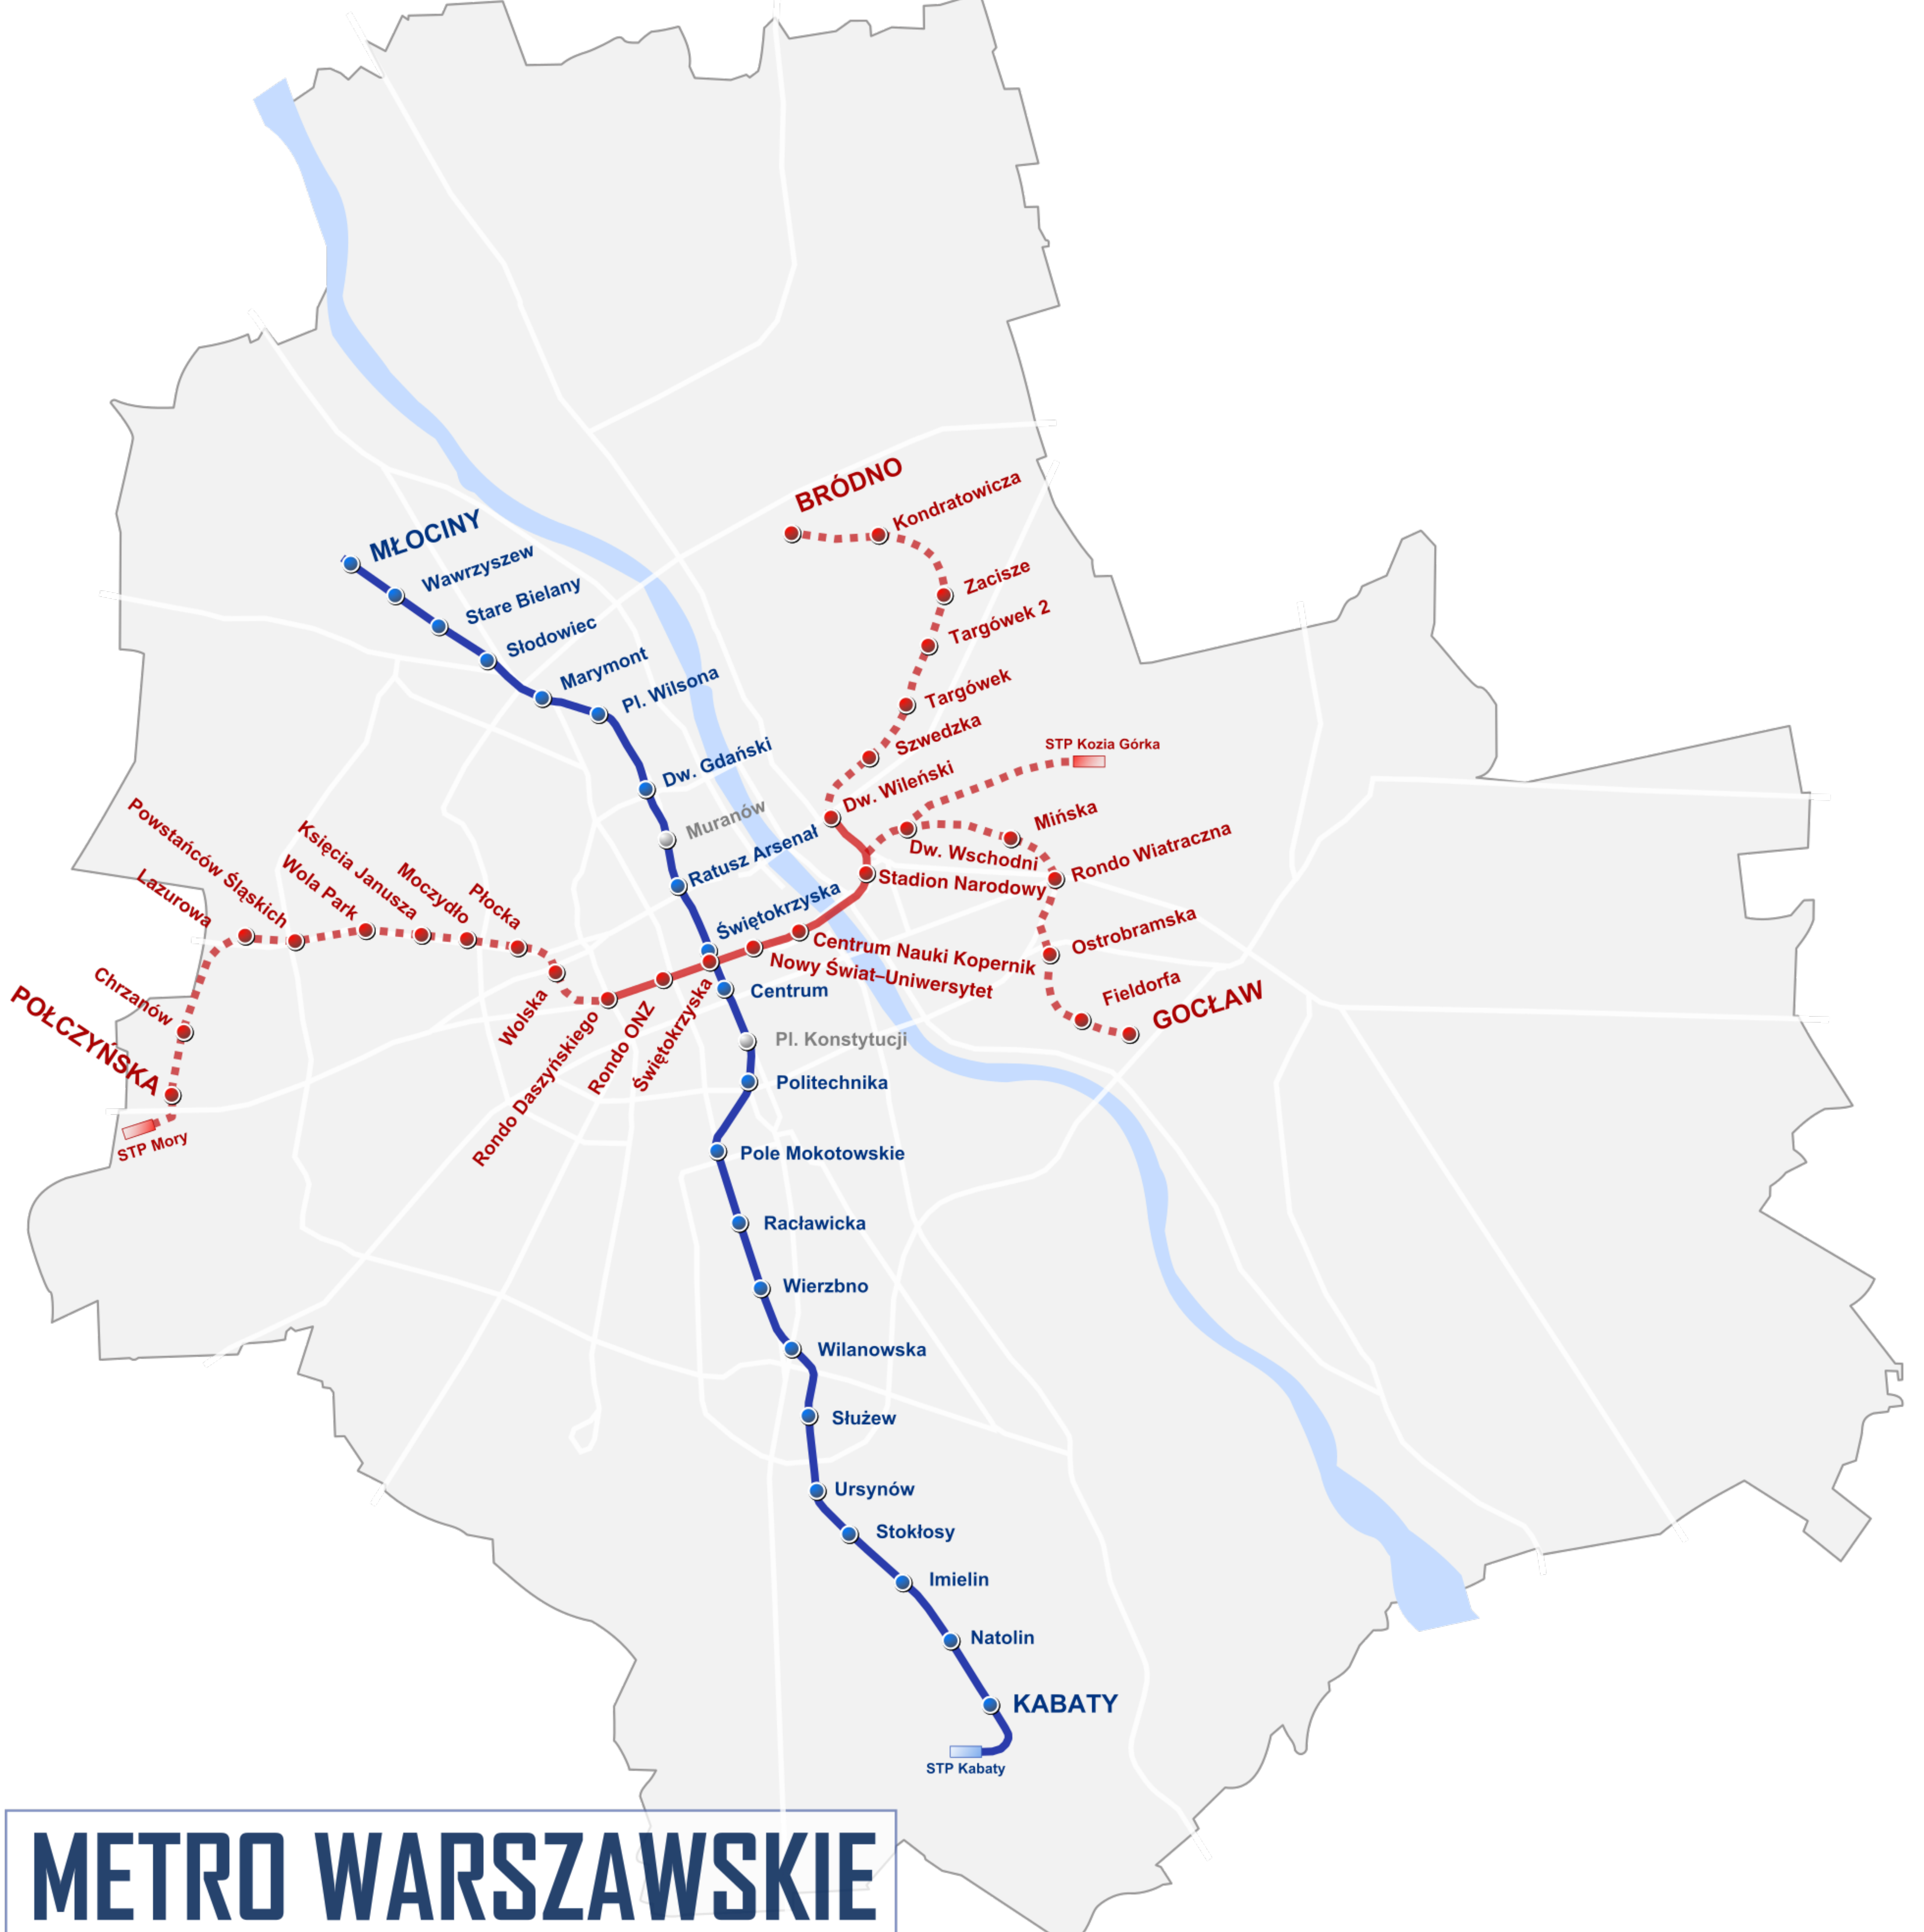 BRÓDNO
Kondratowicza
Zacisze
Targówek 2
Targówek
Szwedzka
STP Kozia Górka
Dw. Wileński
Mińska
Dw. Wschodni
Rondo Wiatraczna
Stadion Narodowy
Ostrobramska
Fieldorfa
GOCŁAW
MŁOCINY
Wawrzyszew
Stare Bielany
Słodowiec
Marymont
Pl. Wilsona
Dw. Gdański
Muranów
Ratusz Arsenał
Świętokrzyska
Centrum Nauki Kopernik
Nowy Świat–Uniwersytet
Centrum
Pl. Konstytucji
Politechnika
Pole Mokotowskie
Racławicka
Wierzbno
Wilanowska
Służew
Ursynów
Stokłosy
Imielin
Natolin
KABATY
STP Kabaty
Powstańców Śląskich
Księcia Janusza
Wola Park
Moczydło
Płocka
Lazurowa
Chrzanów
POŁCZYŃSKA
STP Mory
Wolska
Rondo Daszyńskiego
Rondo ONZ
Świętokrzyska
METRO WARSZAWSKIE